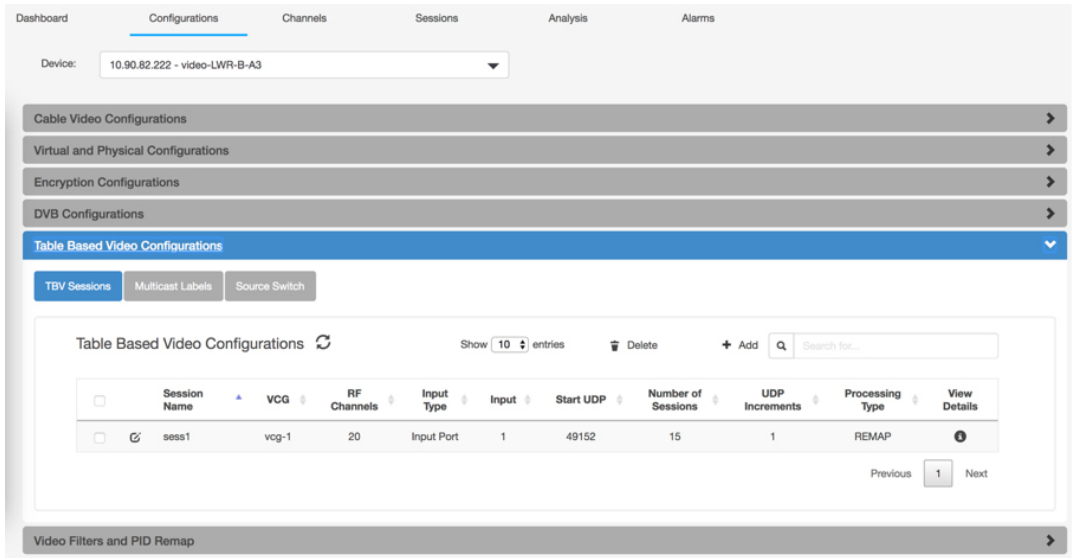 Dashboard Configurations Channels Sessions Analysis Alarms
Device: 10.90.82.222 - video-LWR-B-A3
Cable Video Configurations
Virtual and Physical Configurations
Encryption Configurations
DVB Configurations
Table Based Video Configurations
TBV Sessions Multicast Labels Source Switch
Table Based Video Configurations Show 10 entries Delete + Add Search for...
Session Name VCG RF Channels Input Type Input Start UDP Number of Sessions UDP Increments Processing Type View Details
sess1 vcg-1 20 Input Port 1 49152 15 1 REMAP
Previous 1 Next
Video Filters and PID Remap